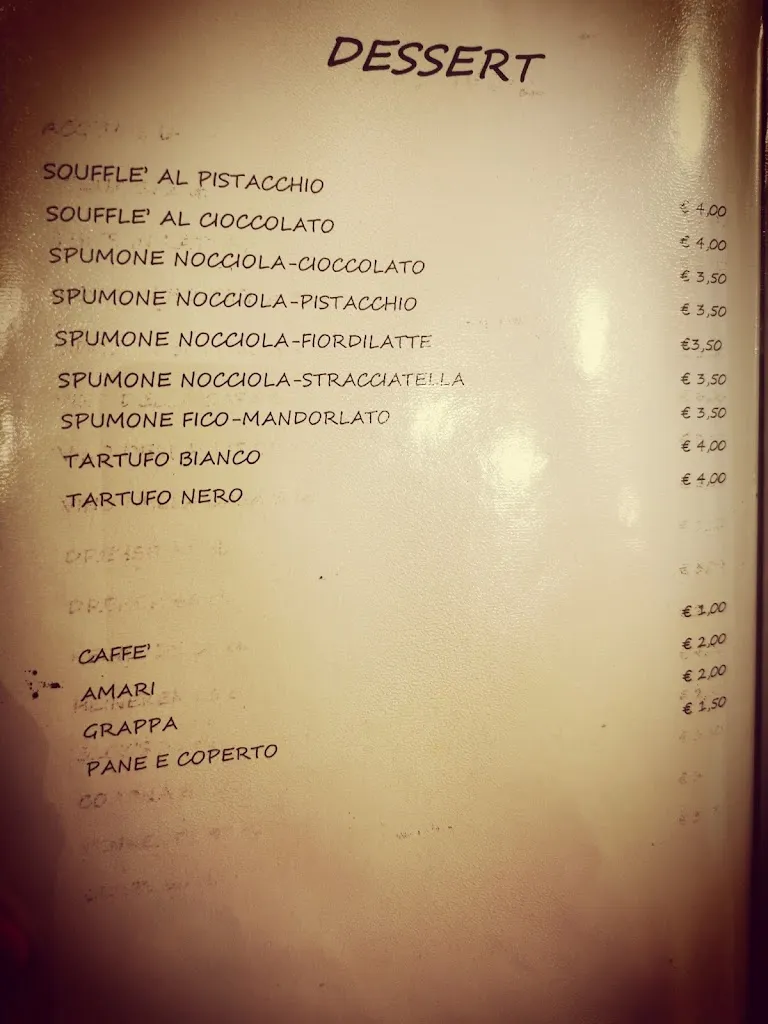 DESSERT
SOUFFLE' AL PISTACCHIO € 4,00
SOUFFLE' AL CIOCCOLATO € 4,00
SPUMONE NOCCIOLA-CIOCCOLATO € 3,50
SPUMONE NOCCIOLA-PISTACCHIO € 3,50
SPUMONE NOCCIOLA-FIORDILATTE €3,50
SPUMONE NOCCIOLA-STRACCIATELLA € 3,50
SPUMONE FICO-MANDORLATO € 3,50
TARTUFO BIANCO € 4,00
TARTUFO NERO € 4,00
CAFFE' € 1,00
AMARI € 2,00
GRAPPA € 2,00
PANE E COPERTO € 1,50